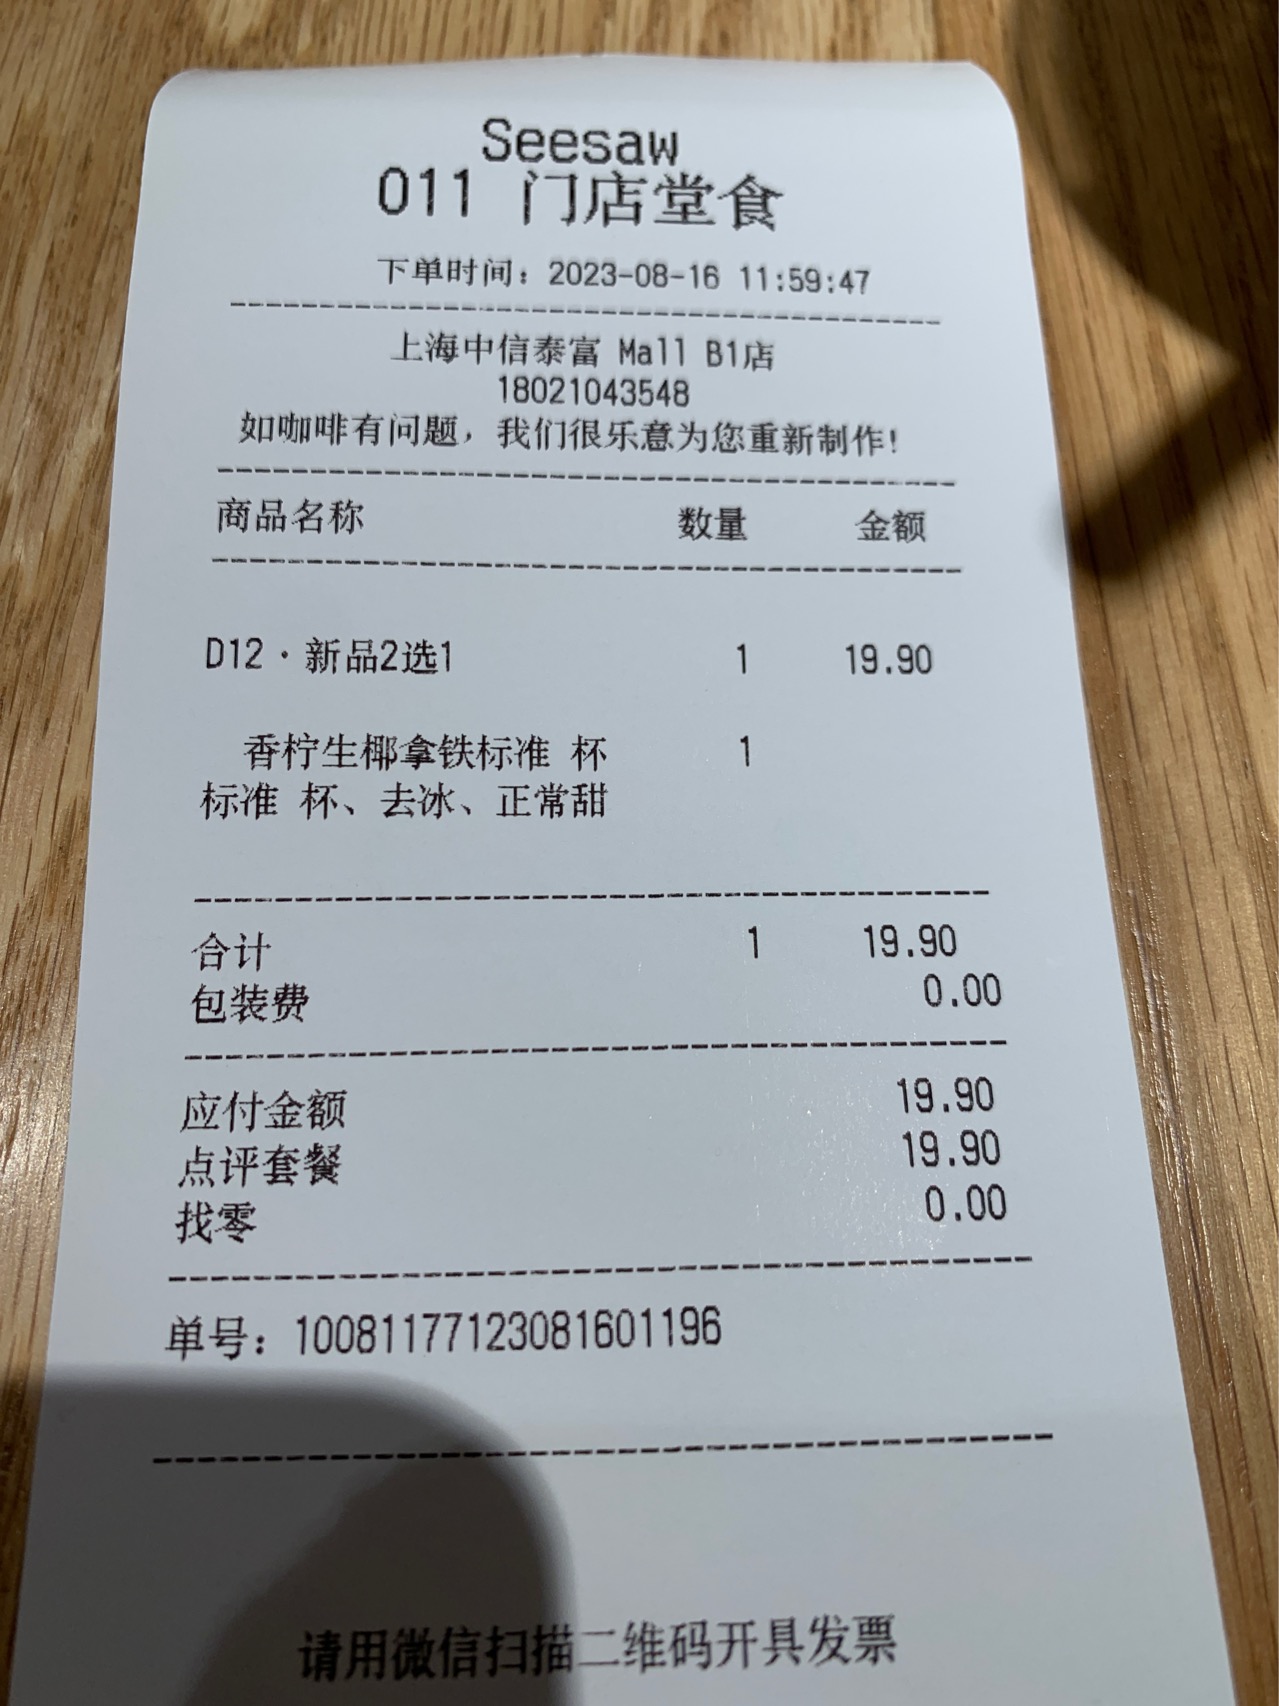 Seesaw
011 门店堂食
下单时间：2023-08-16 11:59:47
上海中信泰富 Mall B1店
18021043548
如咖啡有问题，我们很乐意为您重新制作！
商品名称 数量 金额
D12·新品2选1 1 19.90
香柠生椰拿铁标准 杯 1
标准 杯、去冰、正常甜
合计 1 19.90
包装费 0.00
应付金额 19.90
点评套餐 19.90
找零 0.00
单号：10081177123081601196
请用微信扫描二维码开具发票